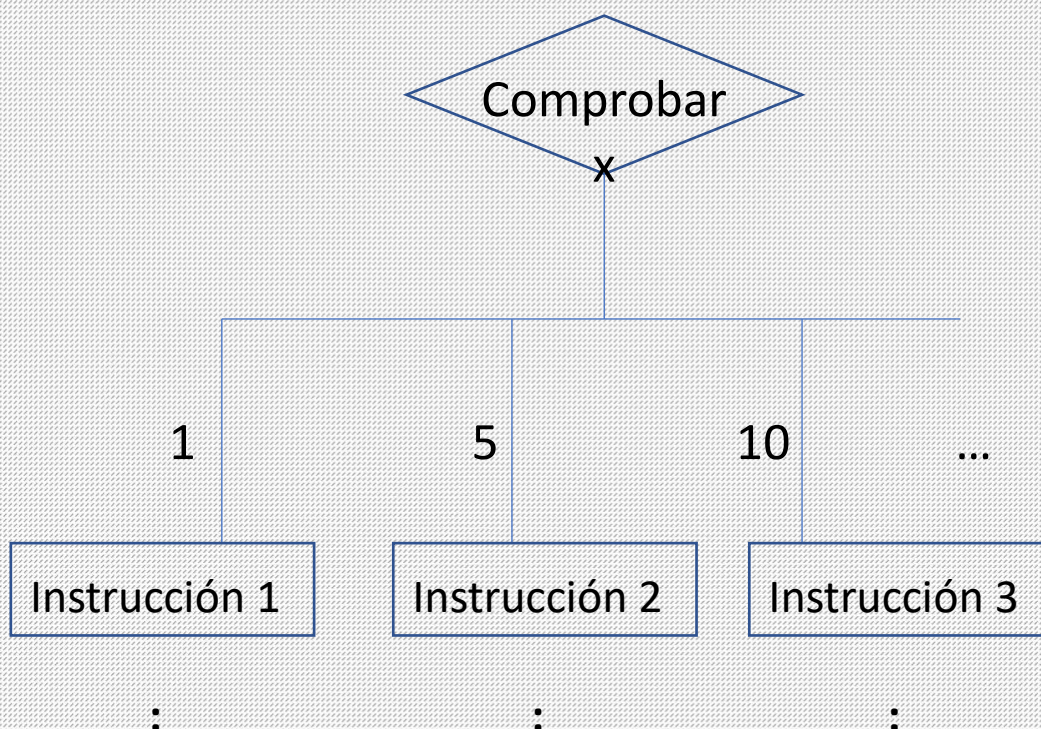 Comprobar
x
1 5 10 ...
Instrucción 1 Instrucción 2 Instrucción 3
: : :